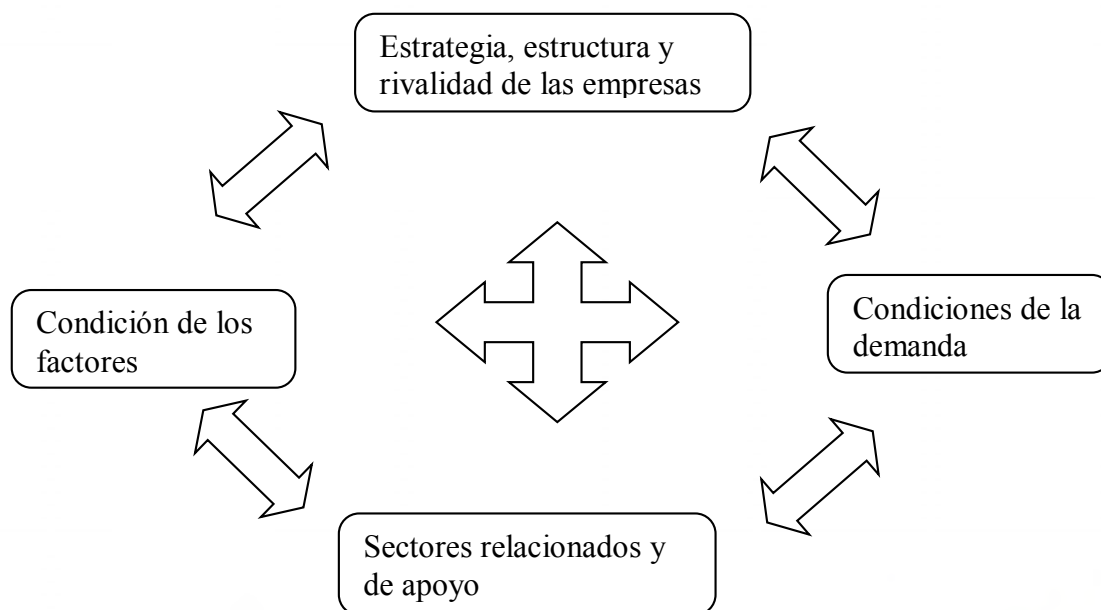 Estrategia, estructura y
rivalidad de las empresas
Condición de los
factores
Condiciones de la
demanda
Sectores relacionados y
de apoyo